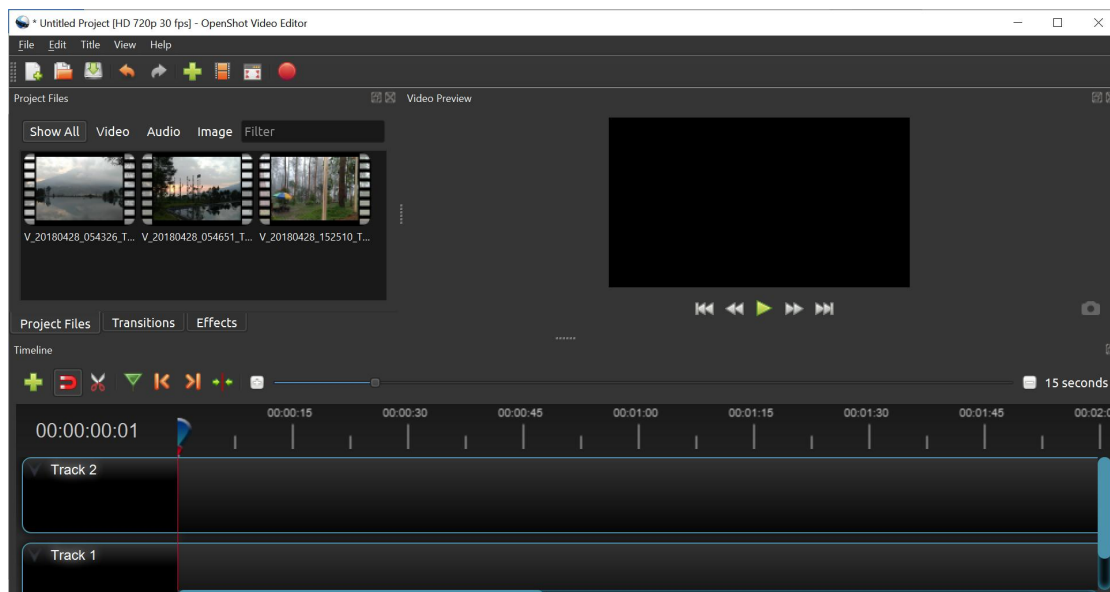 * Untitled Project [HD 720p 30 fps] - OpenShot Video Editor
File Edit Title View Help
Project Files
Video Preview
Show All Video Audio Image Filter
V_20180428_054326_T... V_20180428_054651_T... V_20180428_152510_T...
Project Files Transitions Effects
Timeline
15 seconds
00:00:00:01
00:00:15 00:00:30 00:00:45 00:01:00 00:01:15 00:01:30 00:01:45 00:02:0
Track 2
Track 1